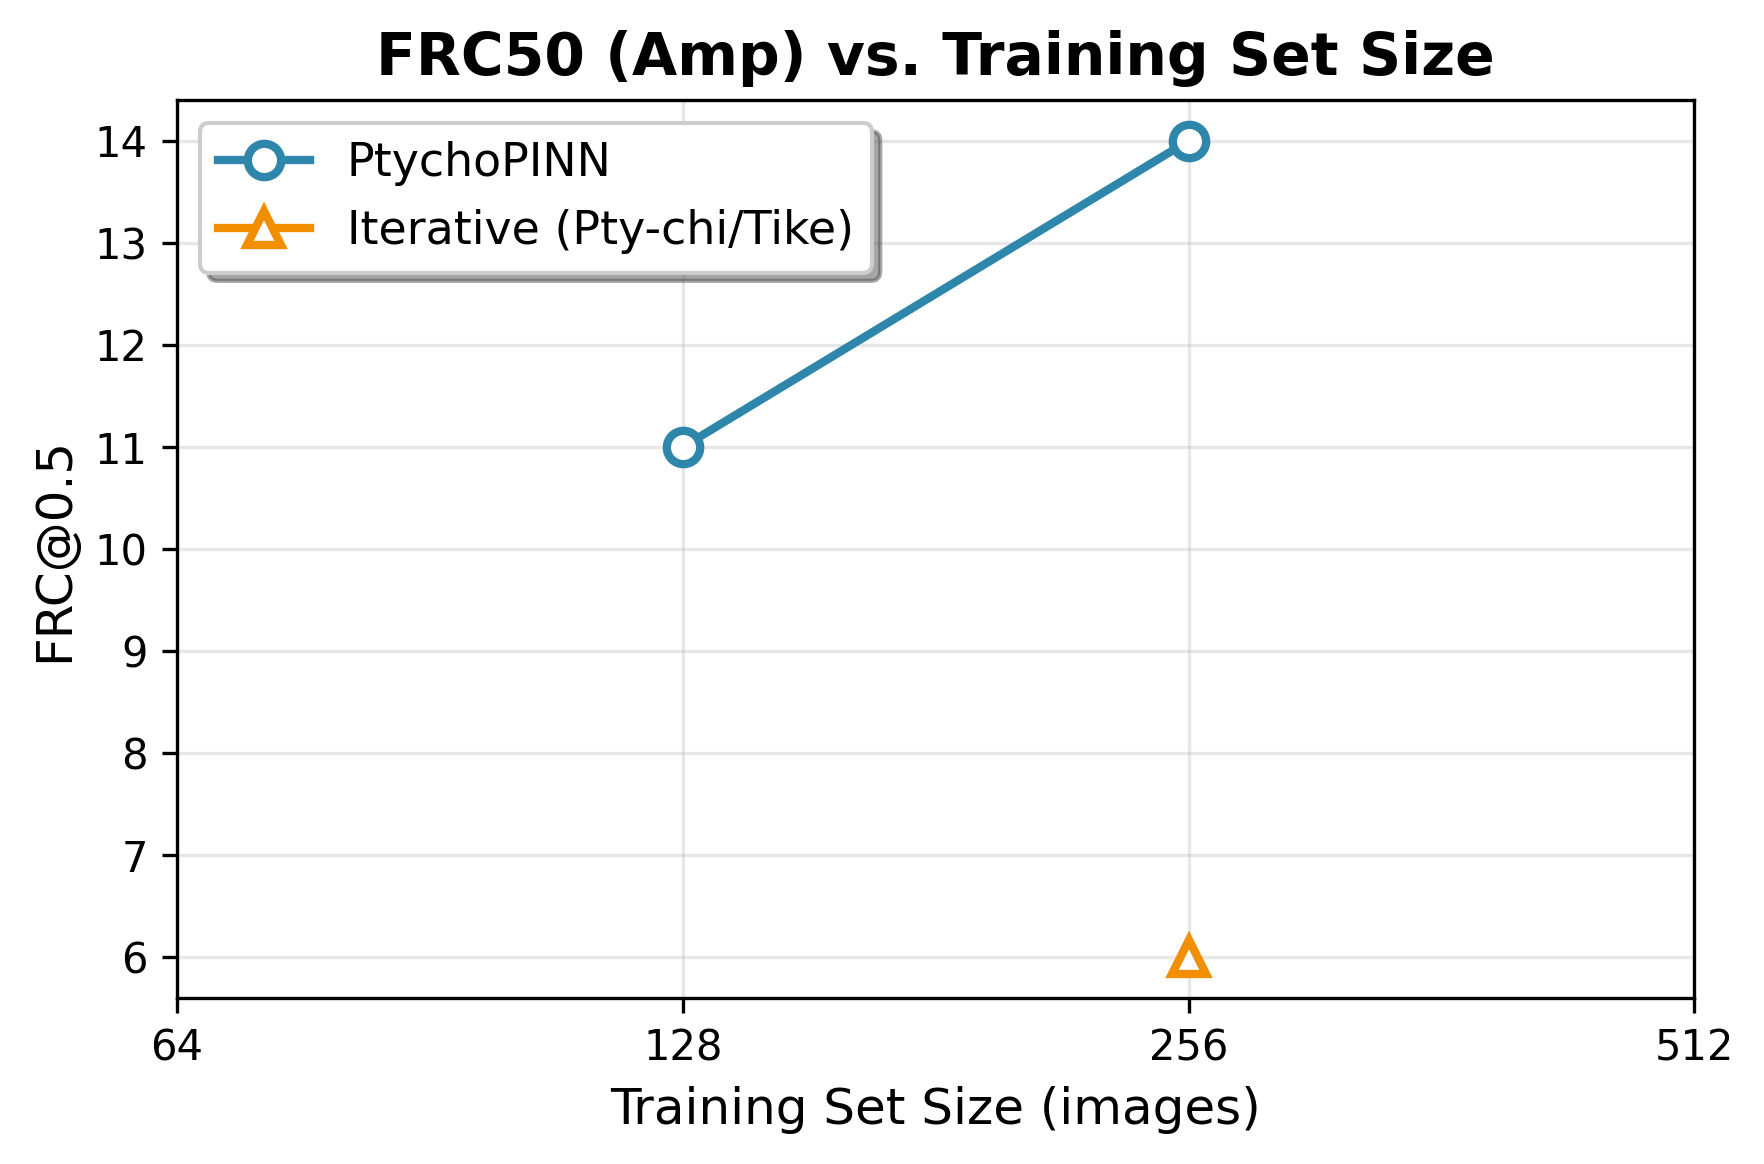 FRC50 (Amp) vs. Training Set Size
PtychoPINN
Iterative (Pty-chi/Tike)
14
13
12
11
10
9
8
7
6
FRC@0.5
64
128
256
512
Training Set Size (images)